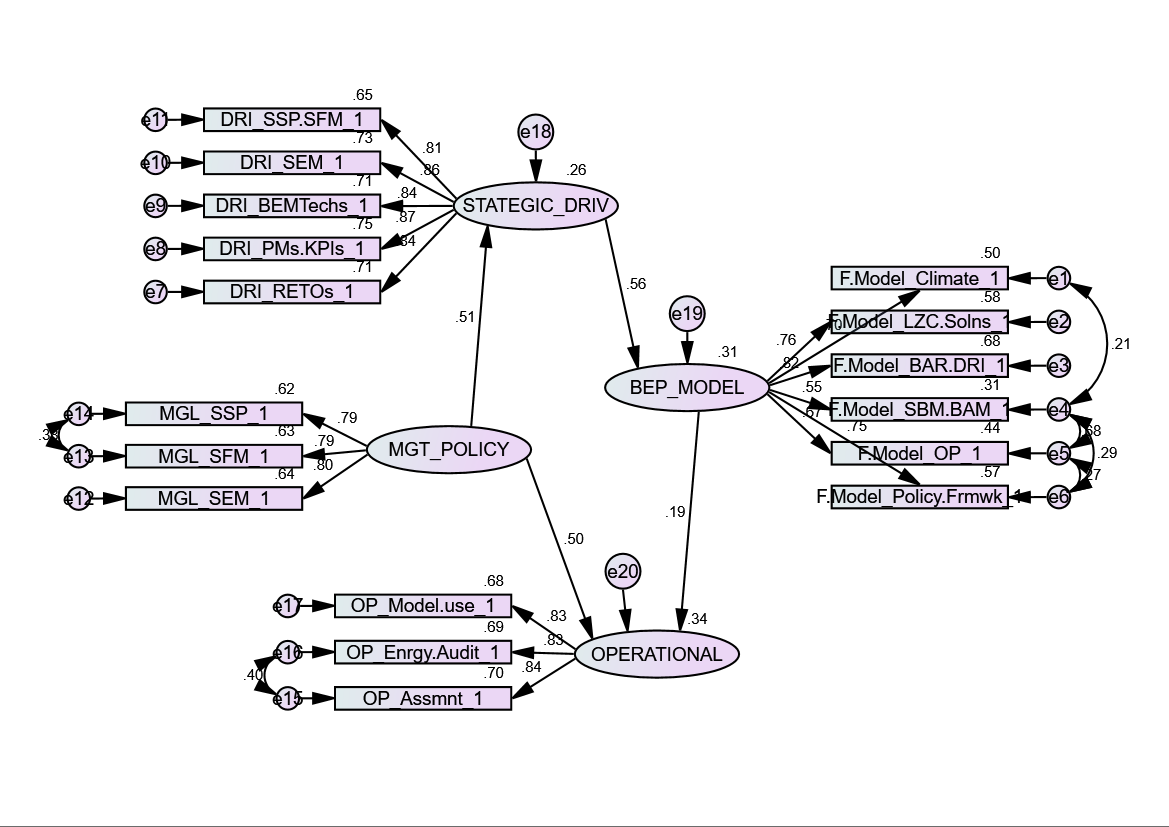 .65
e11 DRI_SSP.SFM_1
.73
e10 DRI_SEM_1
.71
e9 DRI_BEMTechs_1
.75
e8 DRI_PMs.KPIs_1
.71
e7 DRI_RETOs_1
.81
.86
.84
.87
.84
e18
.26
STATEGIC_DRIV
.51
.56
e19
.31
BEP_MODEL
.50
F.Model_Climate_1 e1
.58
F.Model_LZC.Solns_1 e2
.68
F.Model_BAR.DRI_1 e3
.31
F.Model_SBM.BAM_1 e4
.44
F.Model_OP_1 e5
.57
F.Model_Policy.Frmwk_1 e6
.76
.82
.55
.67
.75
.21
.29
.62
e14 MGL_SSP_1
.63
e13 MGL_SFM_1
.64
e12 MGL_SEM_1
.79
.79
.80
MGT_POLICY
.50
.19
e20
.34
OPERATIONAL
.68
e17 OP_Model.use_1
.69
e16 OP_Enrgy.Audit_1
.70
e15 OP_Assmnt_1
.83
.83
.84
.40